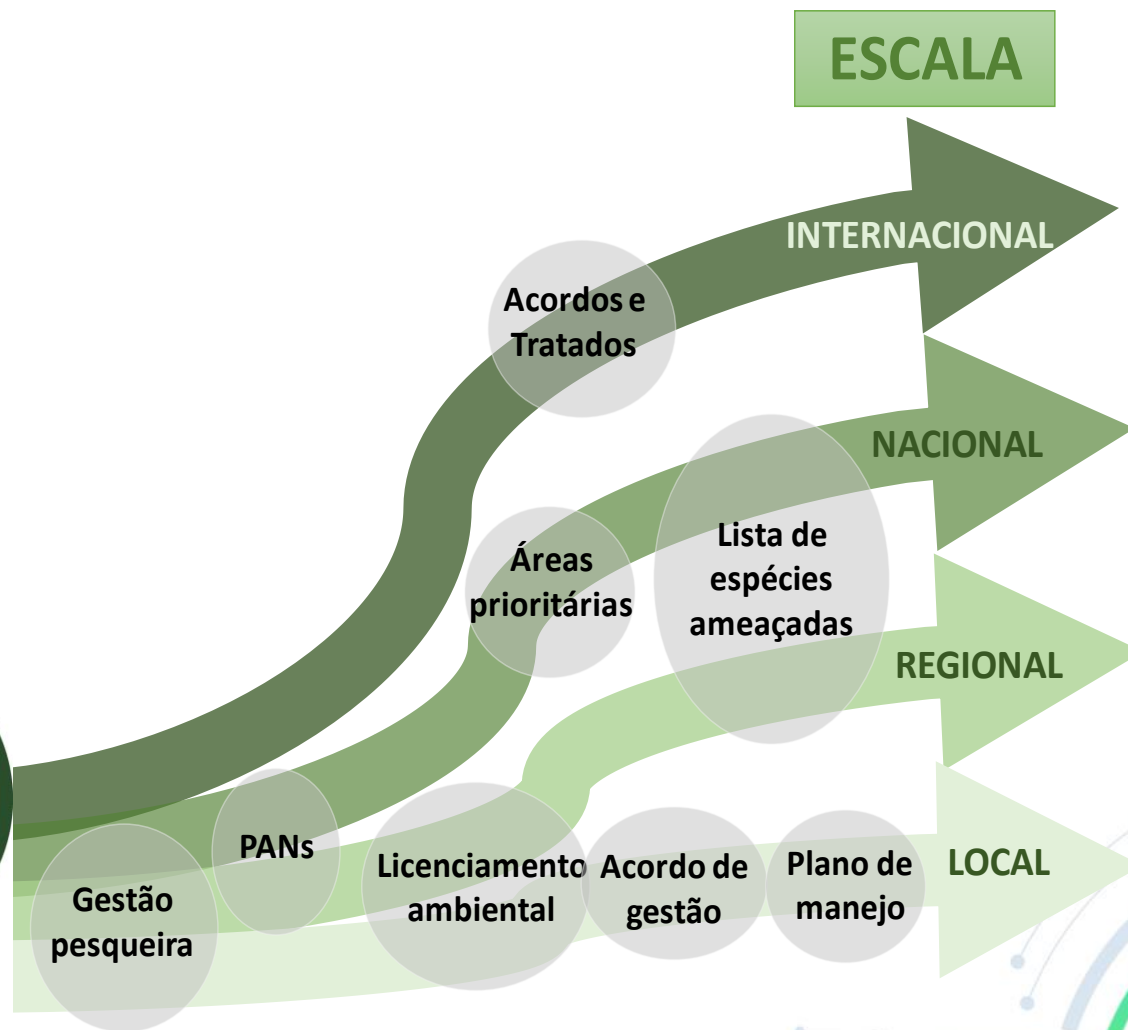 ESCALA
INTERNACIONAL
Acordos e
Tratados
NACIONAL
Áreas
prioritárias
Lista de
espécies
ameaçadas
REGIONAL
PANs
Licenciamento
ambiental
Acordo de
gestão
Plano de
manejo
LOCAL
Gestão
pesqueira